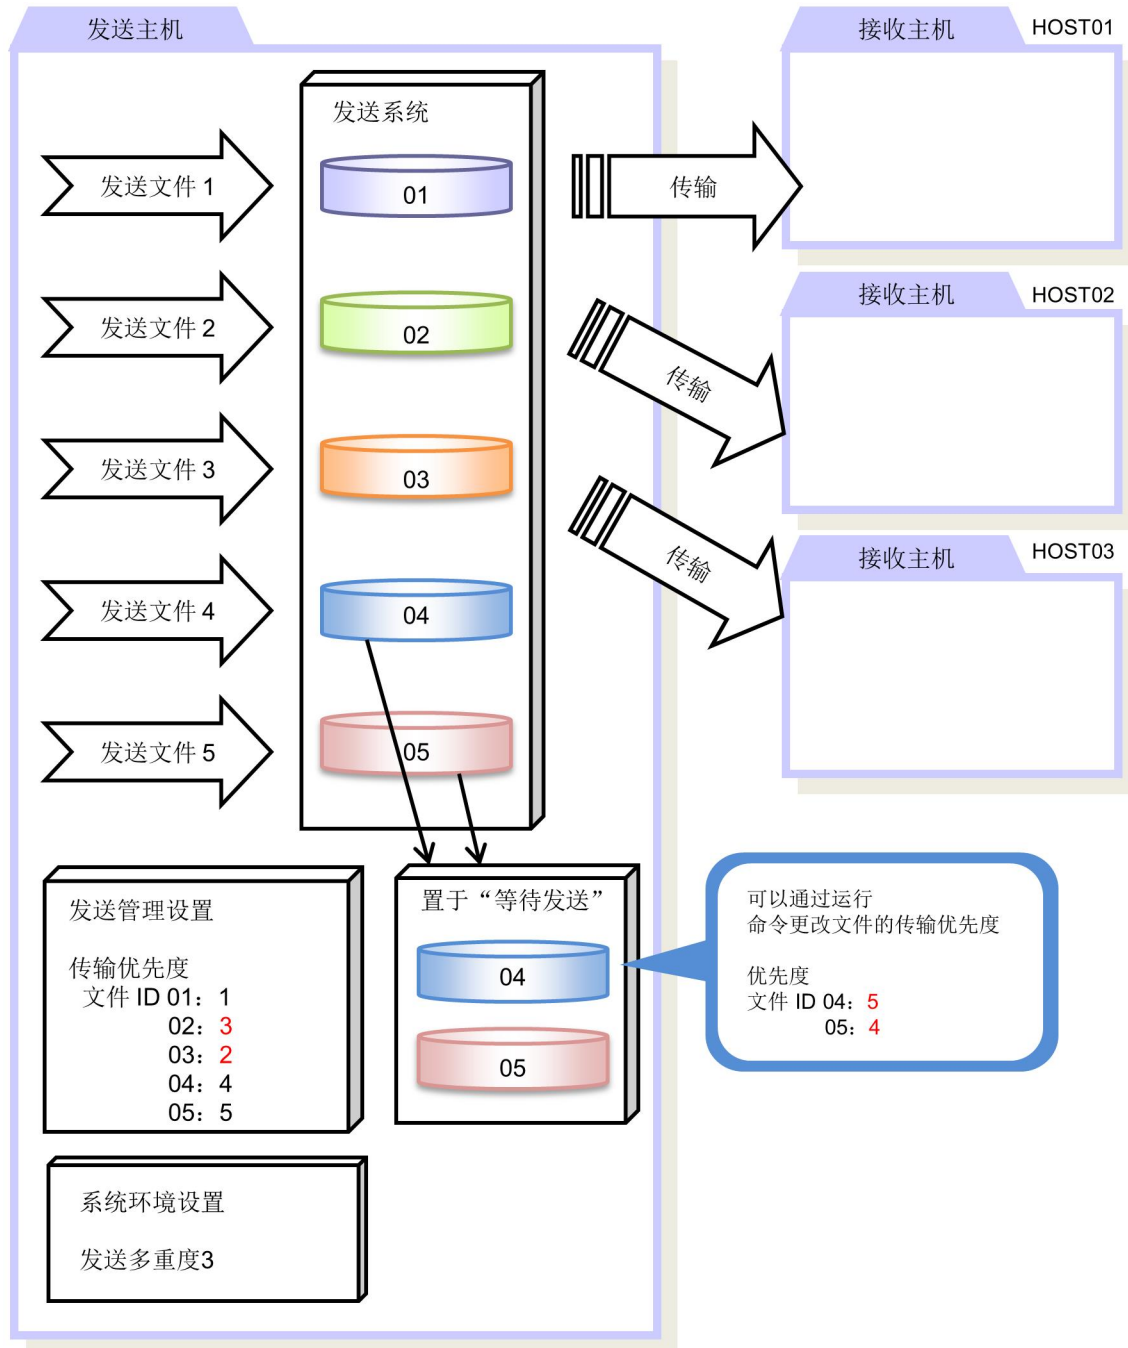 发送主机
发送系统
发送文件 1
01
发送文件 2
02
发送文件 3
03
发送文件 4
04
发送文件 5
05
传输
接收主机
HOST01
传输
接收主机
HOST02
传输
接收主机
HOST03
发送管理设置
传输优先度
文件 ID 01：1
02：3
03：2
04：4
05：5
置于“等待发送”
04
05
可以通过运行
命令更改文件的传输优先度
优先度
文件 ID 04：5
05：4
系统环境设置
发送多重度3